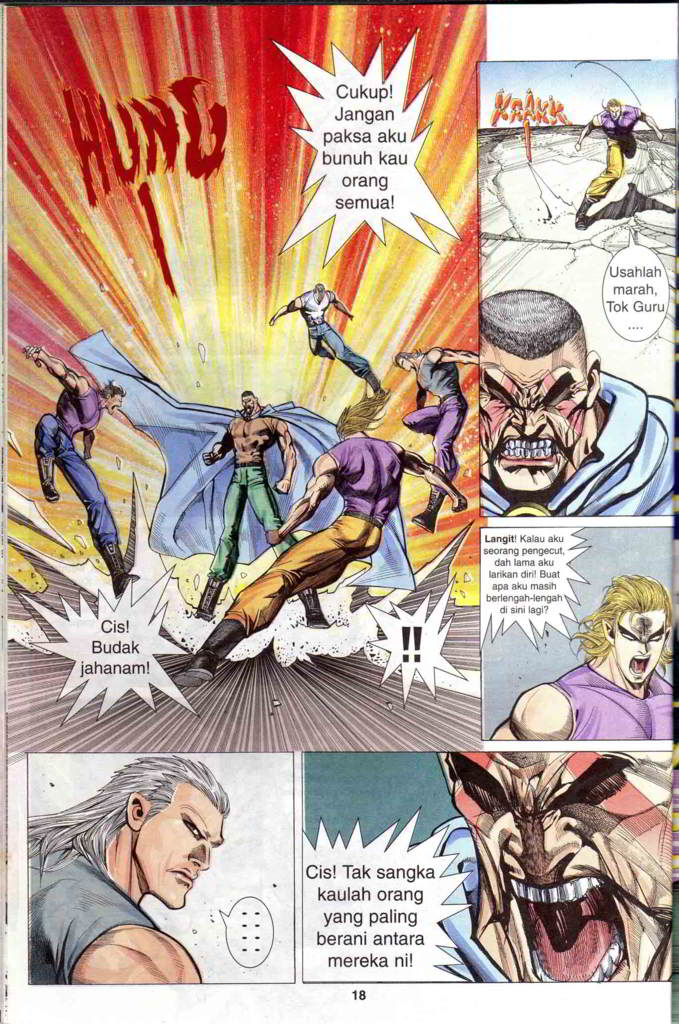 HUNG
!
Cukup!
Jangan
paksa aku
bunuh kau
orang
semua!
Cis!
Budak
jahanam!
!!
KRÅKK
!
Usahlah
marah,
Tok Guru
....
Langit! Kalau aku
seorang pengecut,
dah lama aku
larikan diri! Buat
apa aku masih
berlengah-lengah
di sini lagi?
Cis! Tak sangka
kaulah orang
yang paling
berani antara
mereka ni!
18